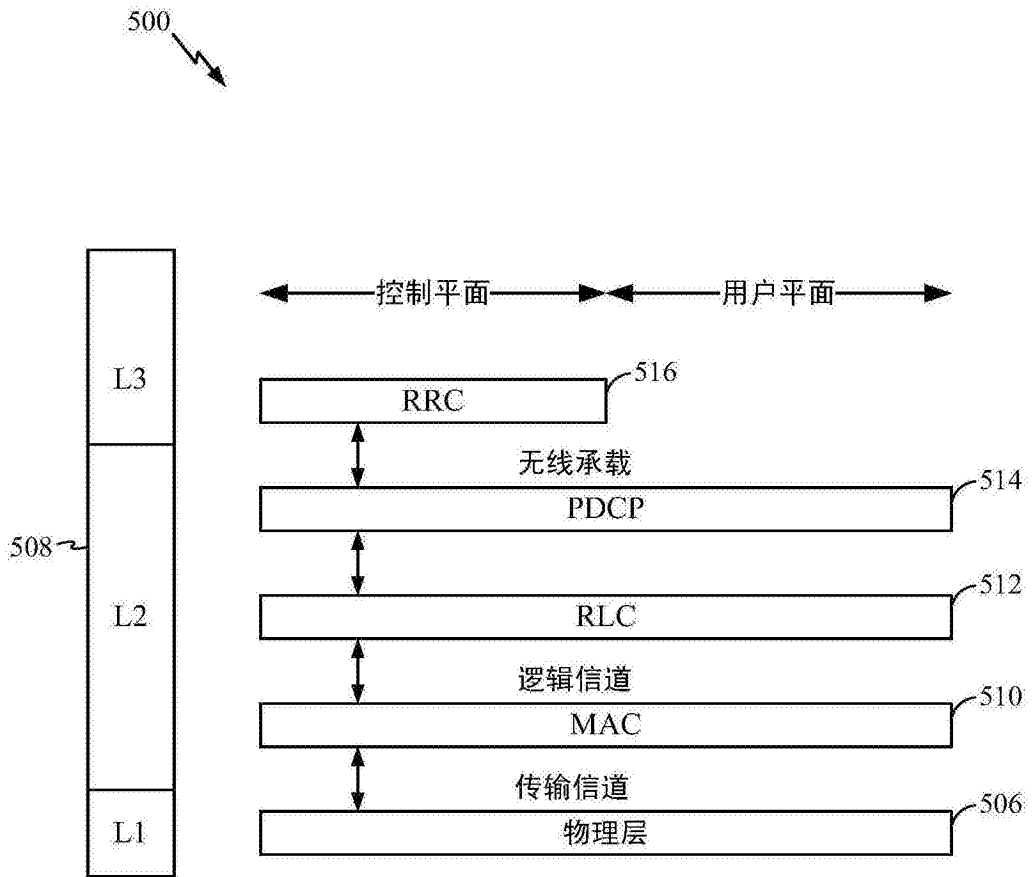 500
控制平面
用户平面
L3
RRC
516
无线承载
514
PDCP
508
L2
512
RLC
逻辑信道
510
MAC
传输信道
506
L1
物理层